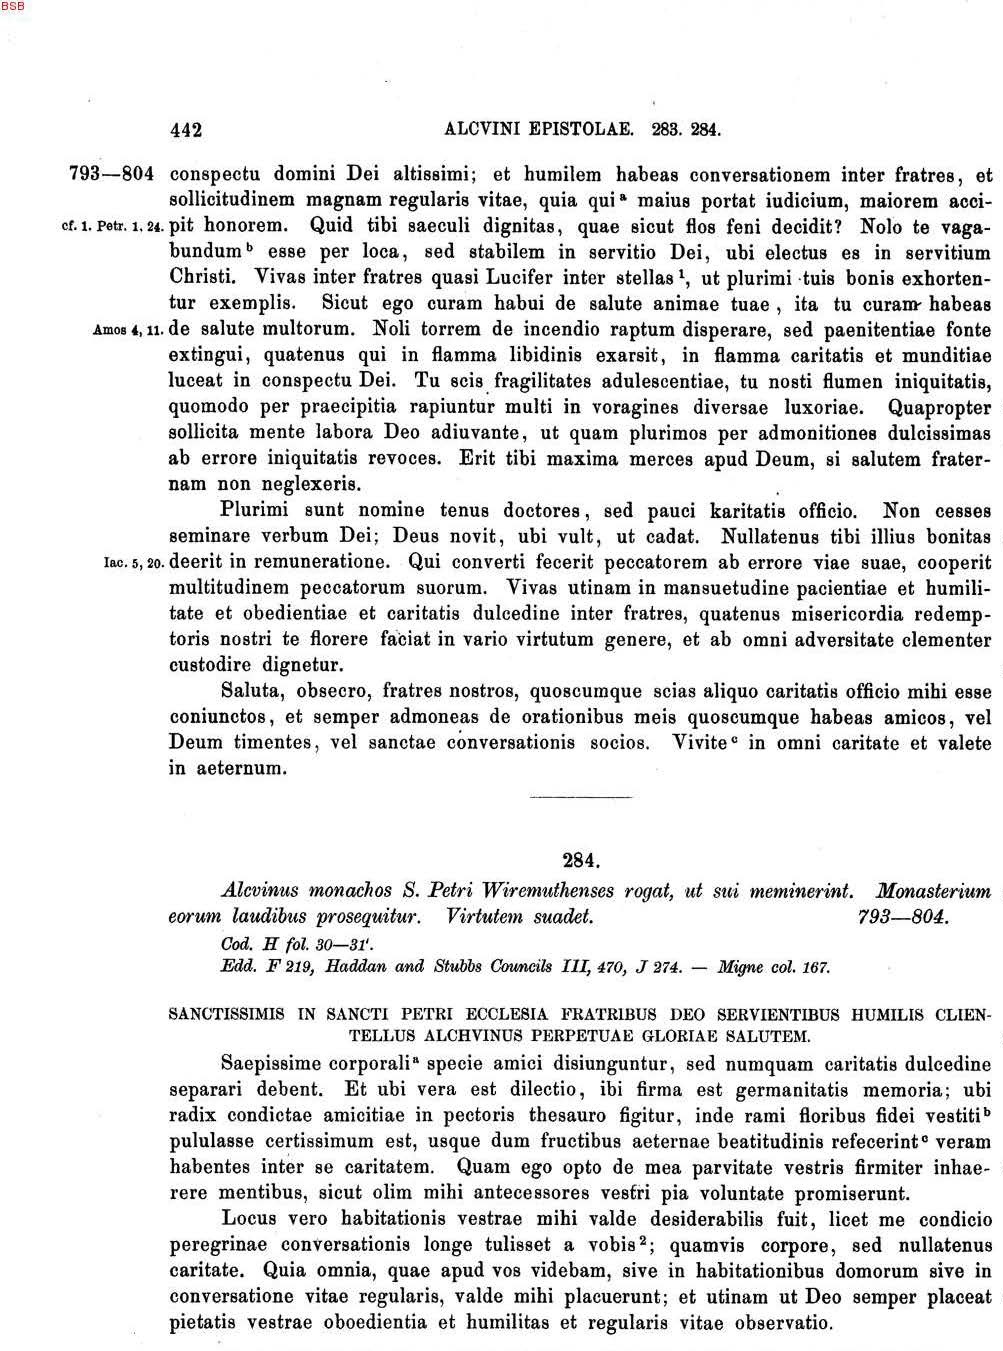 BSB
442 ALCVINI EPISTOLAE. 283. 284.
793—804 conspectu domini Dei altissimi; et humilem habeas conversationem inter fratres, et
sollicitudinem magnam regularis vitae, quia qui a maius portat iudicium, maiorem acci-
cf. 1. Petr. 1, 24. pit honorem. Quid tibi saeculi dignitas, quae sicut flos feni decidit? Nolo te vaga-
bundum b esse per loca, sed stabilem in servitio Dei, ubi electus es in servitium
Christi. Vivas inter fratres quasi Lucifer inter stellas 1, ut plurimi tuis bonis exhorten-
tur exemplis. Sicut ego curam habui de salute animae tuae, ita tu curam habeas
Amos 4, 11. de salute multorum. Noli torrem de incendio raptum disperare, sed paenitentiae fonte
extingui, quatenus qui in flamma libidinis exarsit, in flamma caritatis et munditiae
luceat in conspectu Dei. Tu scis fragilitates adulescentiae, tu nosti flumen iniquitatis,
quomodo per praecipitia rapiuntur multi in voragines diversae luxoriae. Quapropter
sollicita mente labora Deo adiuvante, ut quam plurimos per admonitiones dulcissimas
ab errore iniquitatis revoces. Erit tibi maxima merces apud Deum, si salutem frater-
nam non neglexeris.
Plurimi sunt nomine tenus doctores, sed pauci karitatis officio. Non cesses
seminare verbum Dei; Deus novit, ubi vult, ut cadat. Nullatenus tibi illius bonitas
Iac. 5, 20. deerit in remuneratione. Qui converti fecerit peccatorem ab errore viae suae, cooperit
multitudinem peccatorum suorum. Vivas utinam in mansuetudine pacientiae et humili-
tate et obedientiae et caritatis dulcedine inter fratres, quatenus misericordia redemp-
toris nostri te florere faciat in vario virtutum genere, et ab omni adversitate clementer
custodire dignetur.
Saluta, obsecro, fratres nostros, quoscumque scias aliquo caritatis officio mihi esse
coniunctos, et semper admoneas de orationibus meis quoscumque habeas amicos, vel
Deum timentes, vel sanctae conversationis socios. Vivite c in omni caritate et valete
in aeternum.
284.
Alcvinus monachos S. Petri Wiremuthenses rogat, ut sui meminerint. Monasterium
eorum laudibus prosequitur. Virtutem suadet. 793—804.
Cod. H fol. 30—31'.
Edd. F 219, Haddan and Stubbs Councils III, 470, J 274. — Migne col. 167.
SANCTISSIMIS IN SANCTI PETRI ECCLESIA FRATRIBUS DEO SERVIENTIBUS HUMILIS CLIEN-
TELLUS ALCHVINUS PERPETUAE GLORIAE SALUTEM.
Saepissime corporali a specie amici disiunguntur, sed numquam caritatis dulcedine
separari debent. Et ubi vera est dilectio, ibi firma est germanitatis memoria; ubi
radix condictae amicitiae in pectoris thesauro figitur, inde rami floribus fidei vestiti b
pululasse certissimum est, usque dum fructibus aeternae beatitudinis refecerint c veram
habentes inter se caritatem. Quam ego opto de mea parvitate vestris firmiter inhae-
rere mentibus, sicut olim mihi antecessores vestri pia voluntate promiserunt.
Locus vero habitationis vestrae mihi valde desiderabilis fuit, licet me condicio
peregrinae conversationis longe tulisset a vobis 2; quamvis corpore, sed nullatenus
caritate. Quia omnia, quae apud vos videbam, sive in habitationibus domorum sive in
conversatione vitae regularis, valde mihi placuerunt; et utinam ut Deo semper placeat
pietatis vestrae oboedientia et humilitas et regularis vitae observatio.